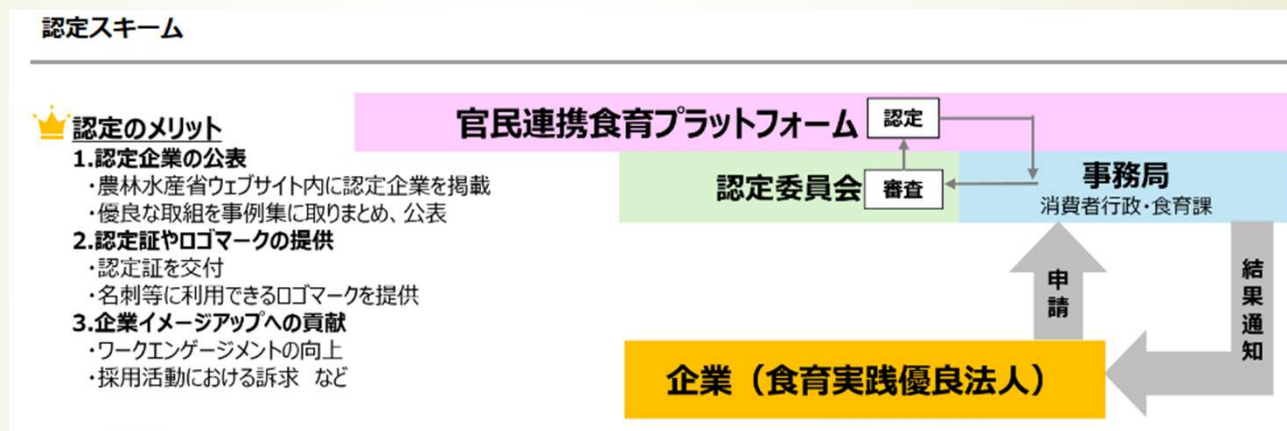 認定スキーム
認定のメリット
1.認定企業の公表
・農林水産省ウェブサイト内に認定企業を掲載
・優良な取組を事例集に取りまとめ、公表
2.認定証やロゴマークの提供
・認定証を交付
・名刺等に利用できるロゴマークを提供
3.企業イメージアップへの貢献
・ワークエンゲージメントの向上
・採用活動における訴求 など
官民連携食育プラットフォーム
認定
認定委員会
審査
事務局
消費者行政・食育課
申請
結果通知
企業（食育実践優良法人）